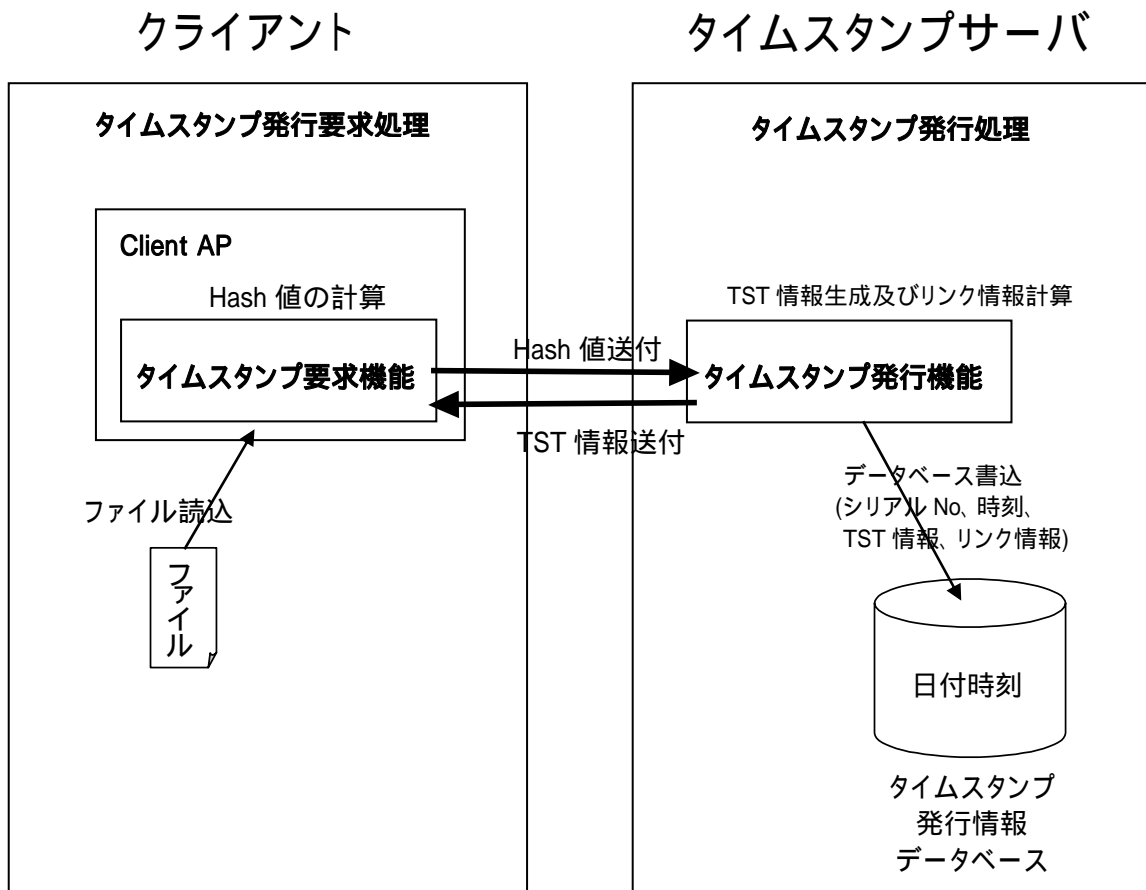 クライアント
タイムスタンプサーバ
タイムスタンプ発行要求処理
タイムスタンプ発行処理
Client AP
Hash 値の計算
TST 情報生成及びリンク情報計算
タイムスタンプ要求機能
Hash 値送付
タイムスタンプ発行機能
TST 情報送付
ファイル読込
データベース書込
(シリアル No、時刻、
TST 情報、リンク情報)
ファイル
日付時刻
タイムスタンプ
発行情報
データベース